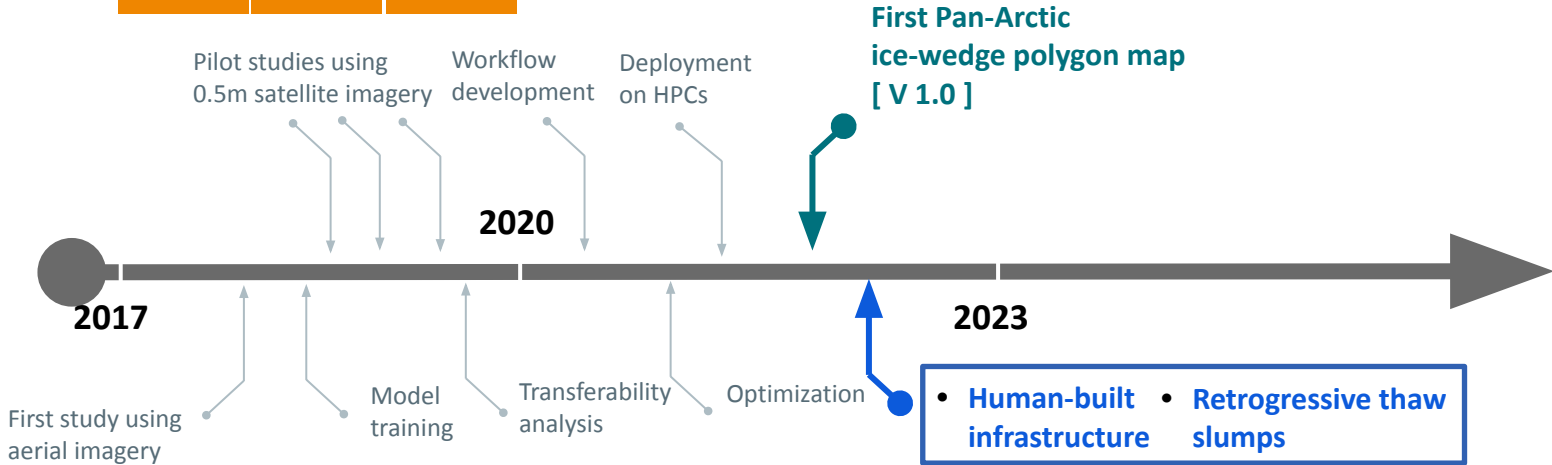 First Pan-Arctic
ice-wedge polygon map
[ V 1.0 ]
Pilot studies using
0.5m satellite imagery
Workflow
development
Deployment
on HPCs
2020
2017
2023
First study using
aerial imagery
Model
training
Transferability
analysis
Optimization
• Human-built
infrastructure
• Retrogressive thaw
slumps